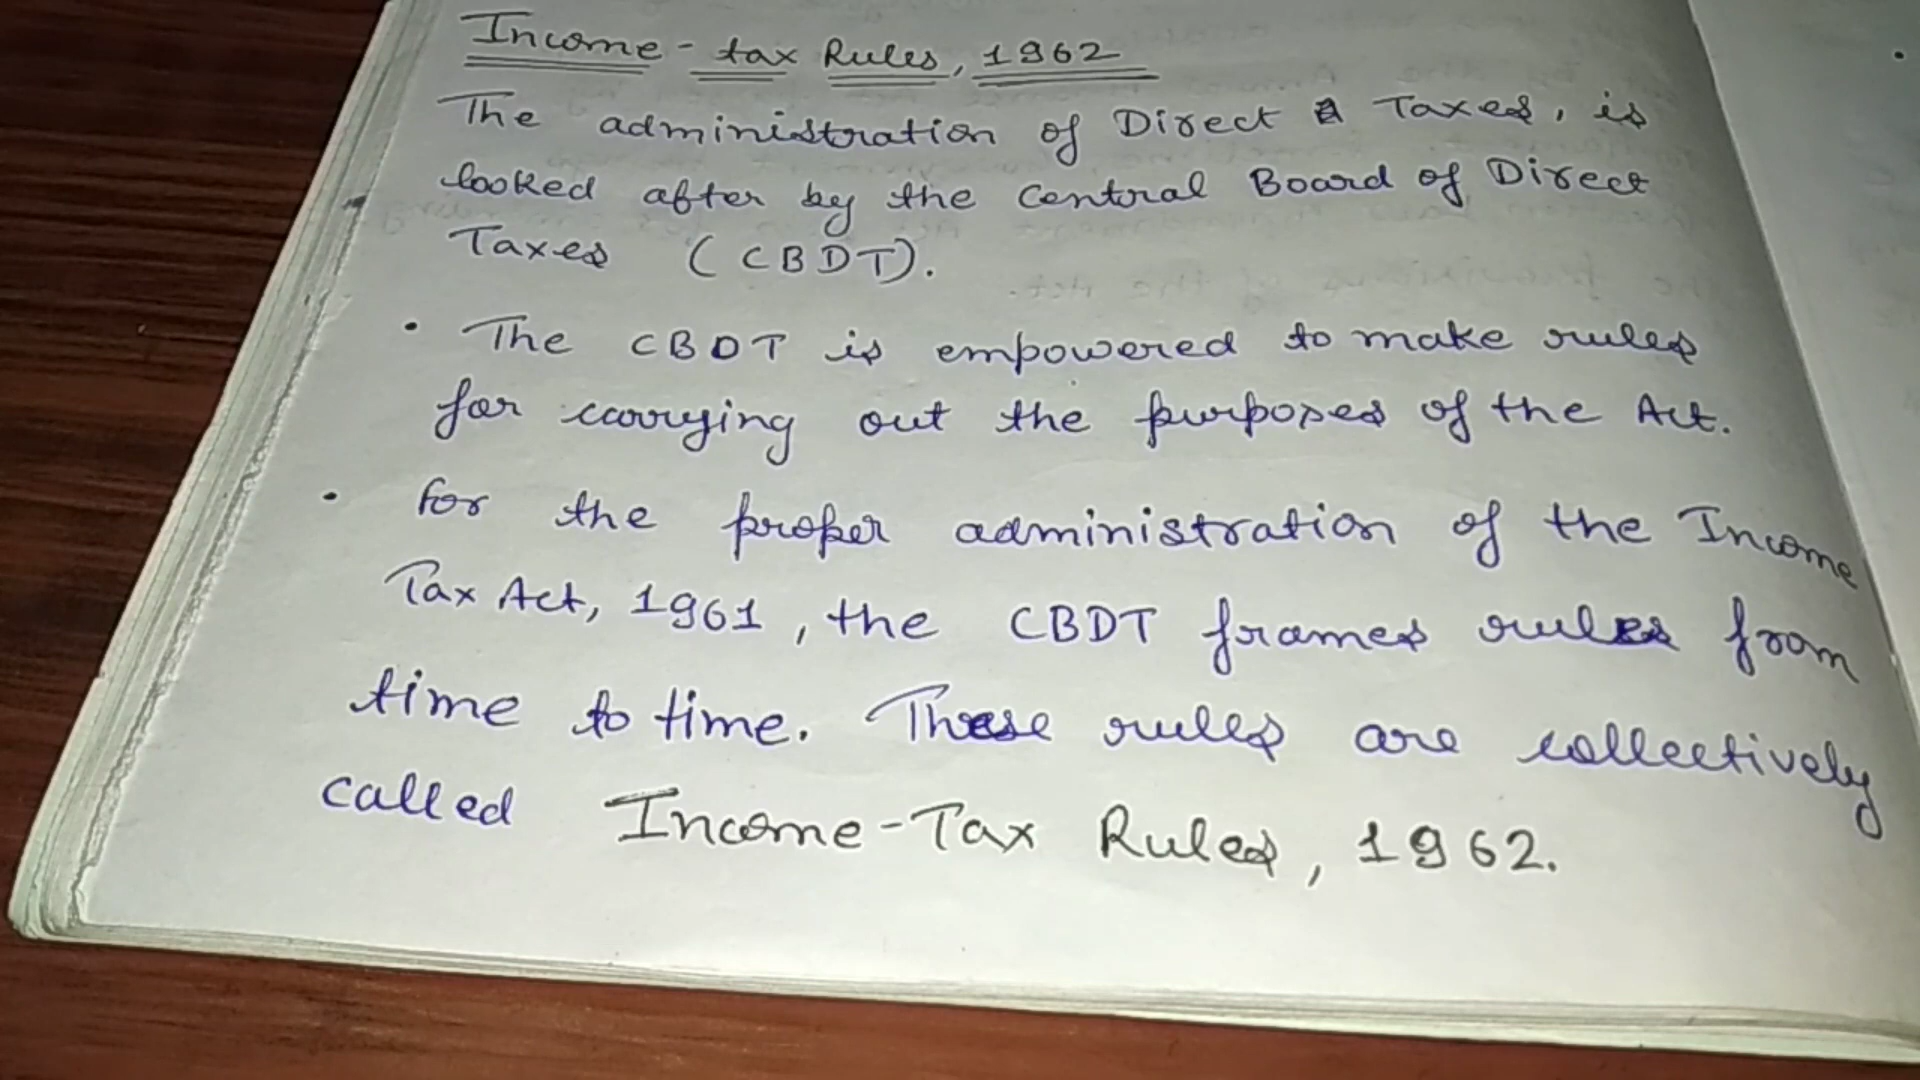 Income-tax Rules, 1962
The administration of Direct Taxes, is
looked after by the Central Board of Direct
Taxes (CBDT).
• The CBDT is empowered to make rules
for carrying out the purposes of the Act.
• For the proper administration of the Income
Tax Act, 1961, the CBDT frames rules from
time to time. These rules are collectively
called Income-Tax Rules, 1962.